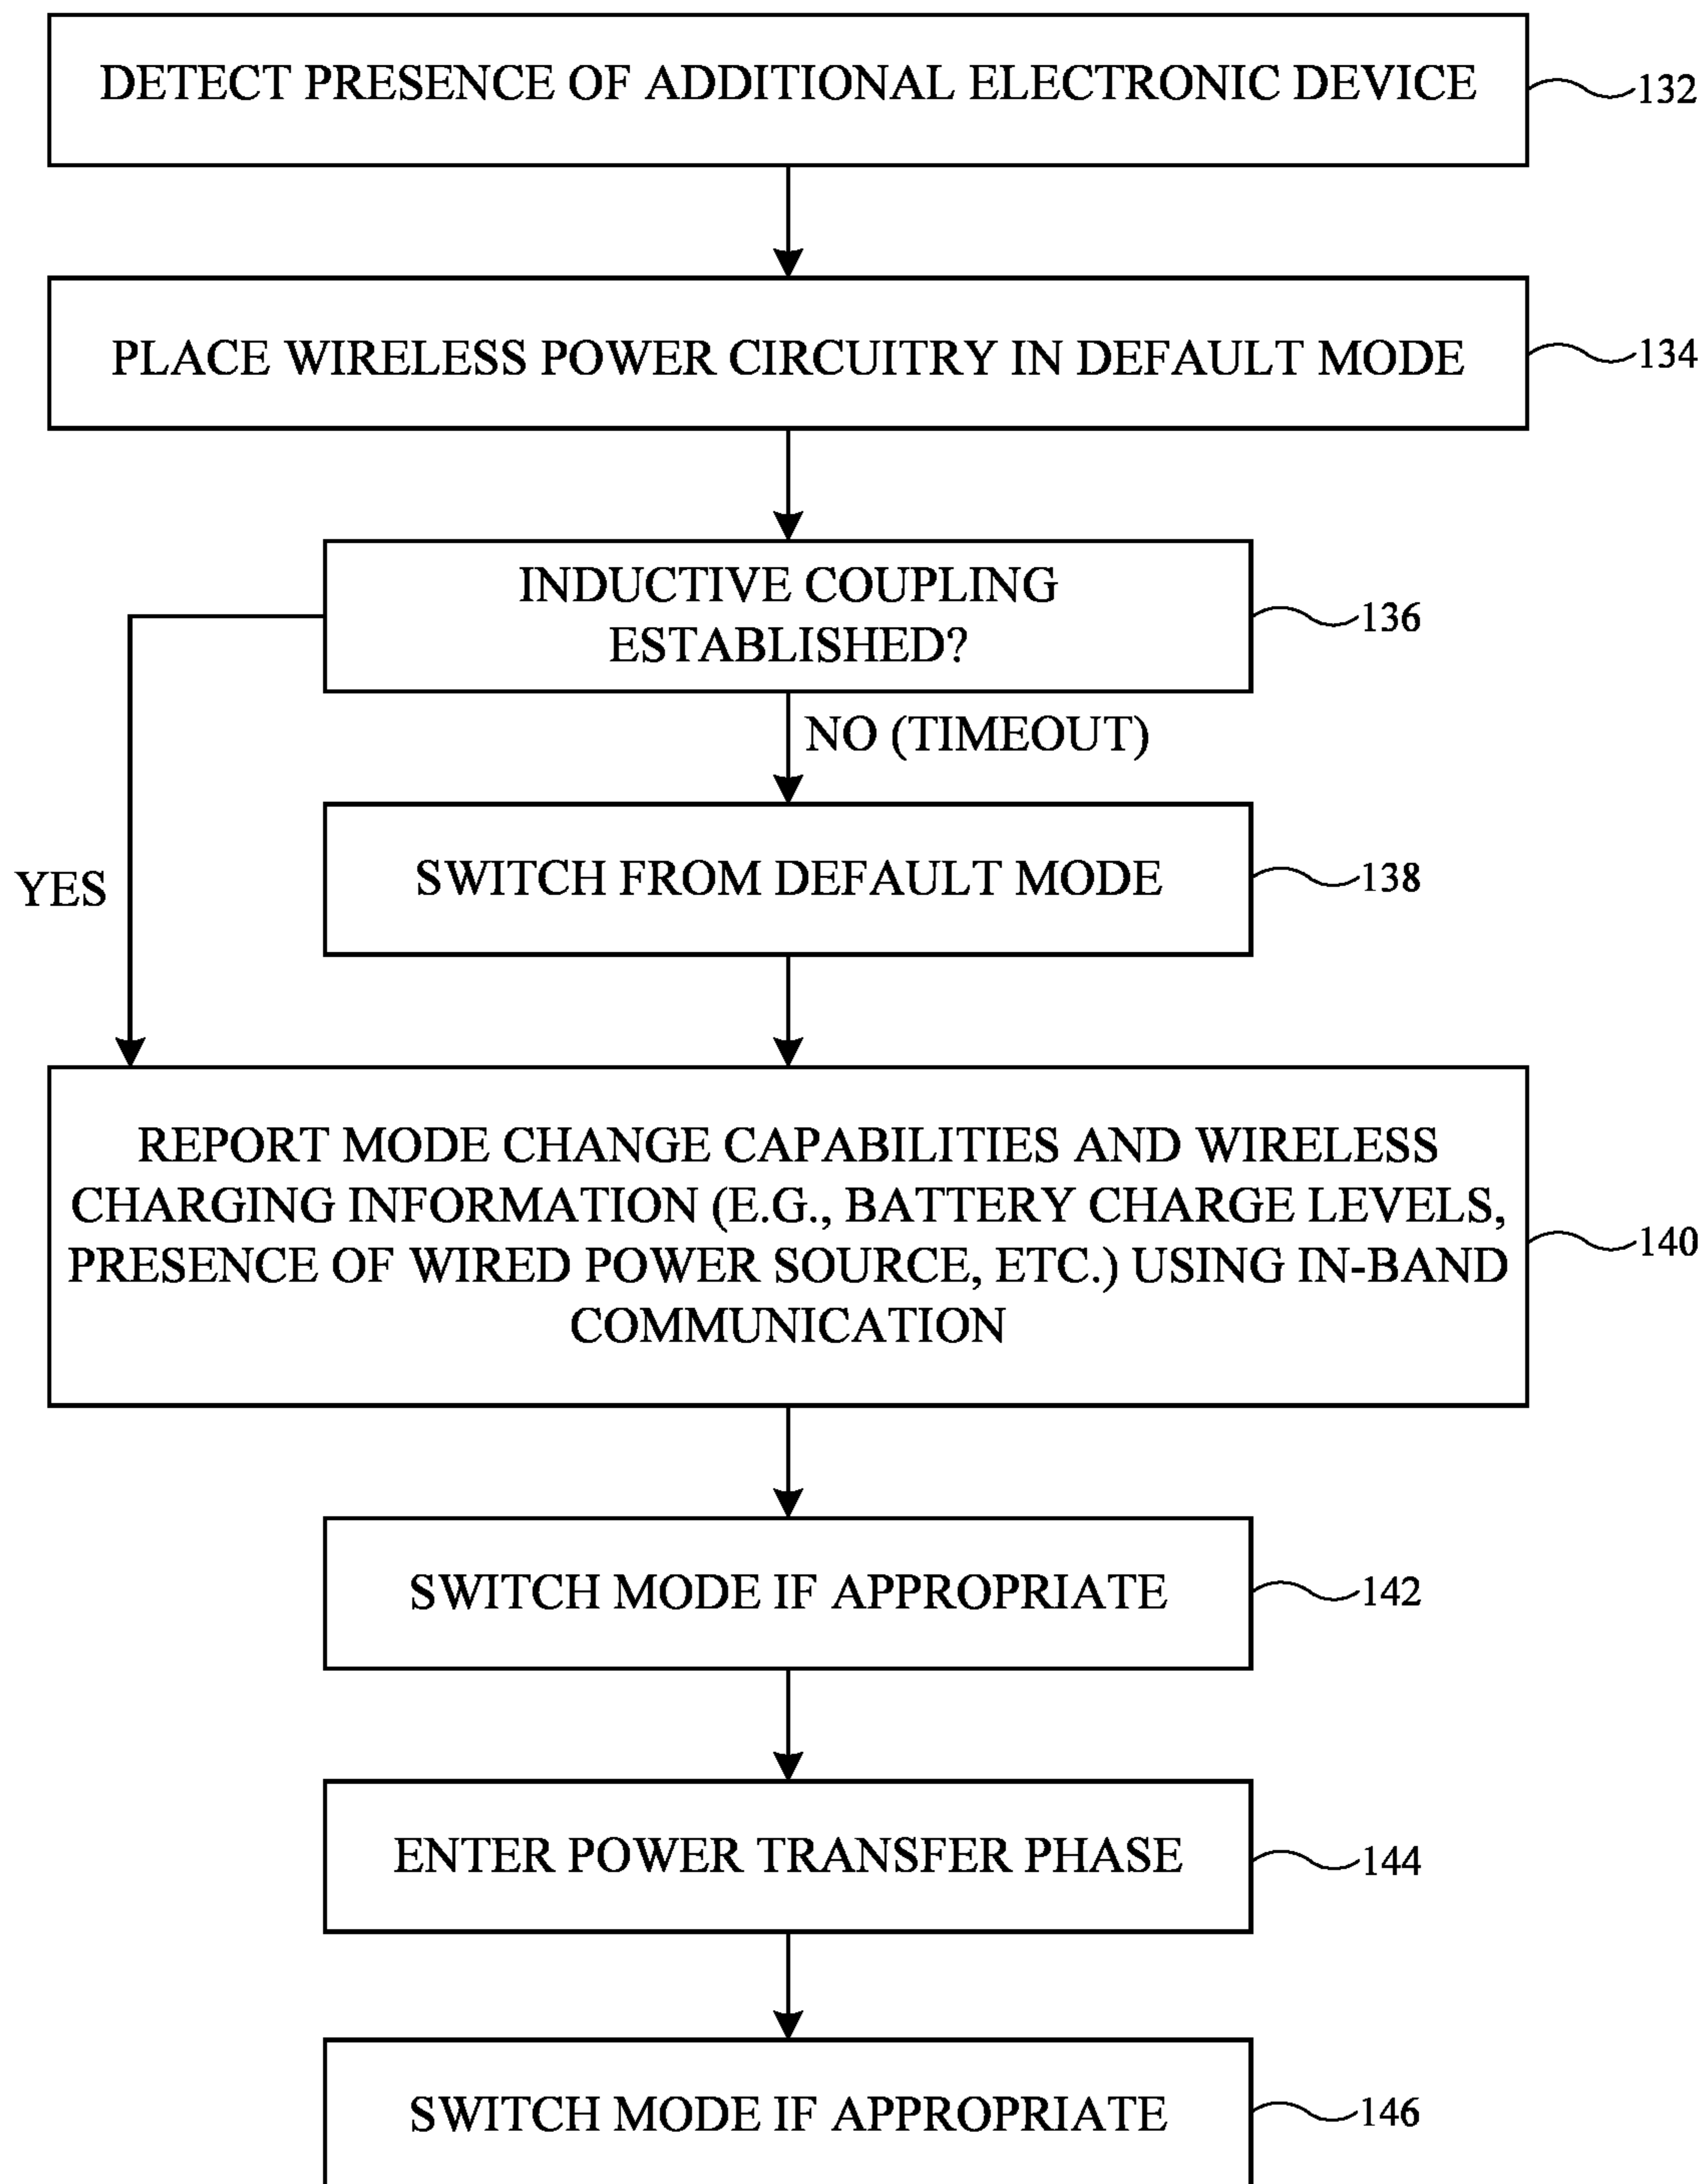 DETECT PRESENCE OF ADDITIONAL ELECTRONIC DEVICE
132
PLACE WIRELESS POWER CIRCUITRY IN DEFAULT MODE
134
INDUCTIVE COUPLING
ESTABLISHED?
136
NO (TIMEOUT)
YES
SWITCH FROM DEFAULT MODE
138
REPORT MODE CHANGE CAPABILITIES AND WIRELESS
CHARGING INFORMATION (E.G., BATTERY CHARGE LEVELS,
PRESENCE OF WIRED POWER SOURCE, ETC.) USING IN-BAND
COMMUNICATION
140
SWITCH MODE IF APPROPRIATE
142
ENTER POWER TRANSFER PHASE
144
SWITCH MODE IF APPROPRIATE
146